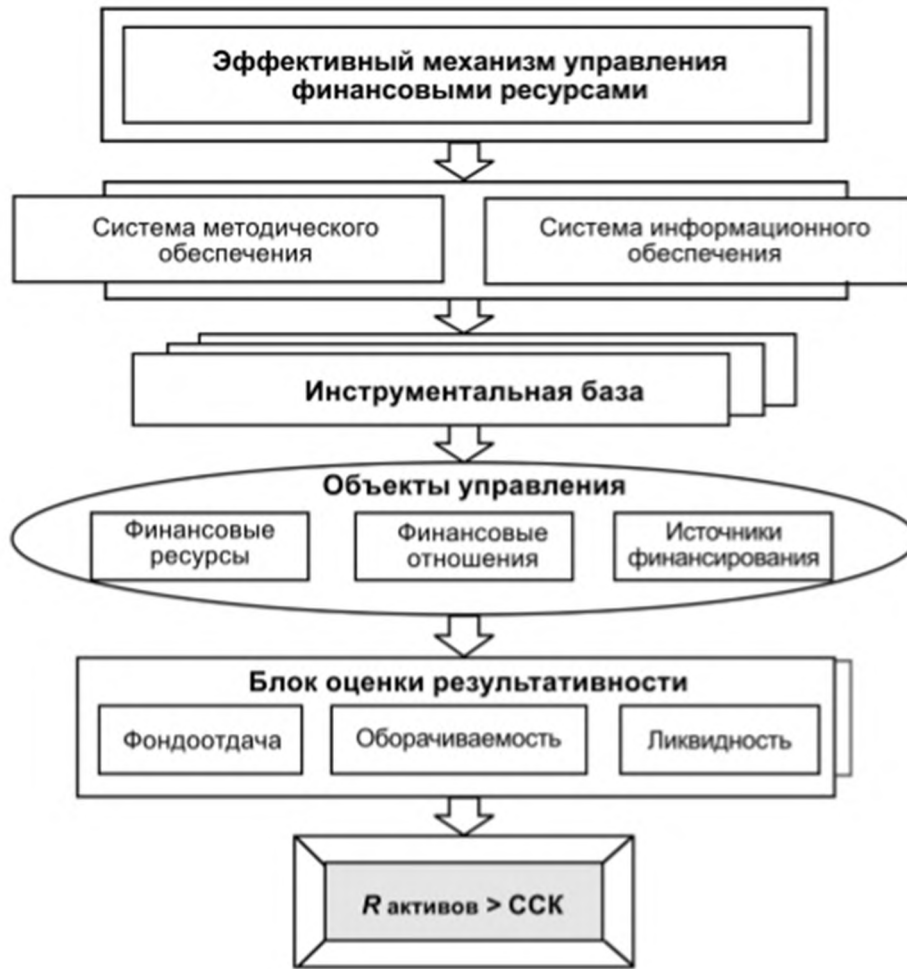 Эффективный механизм управления
финансовыми ресурсами
Система методического
обеспечения
Система информационного
обеспечения
Инструментальная база
Объекты управления
Финансовые
ресурсы
Финансовые
отношения
Источники
финансирования
Блок оценки результативности
Фондоотдача
Оборачиваемость
Ликвидность
R активов > ССК